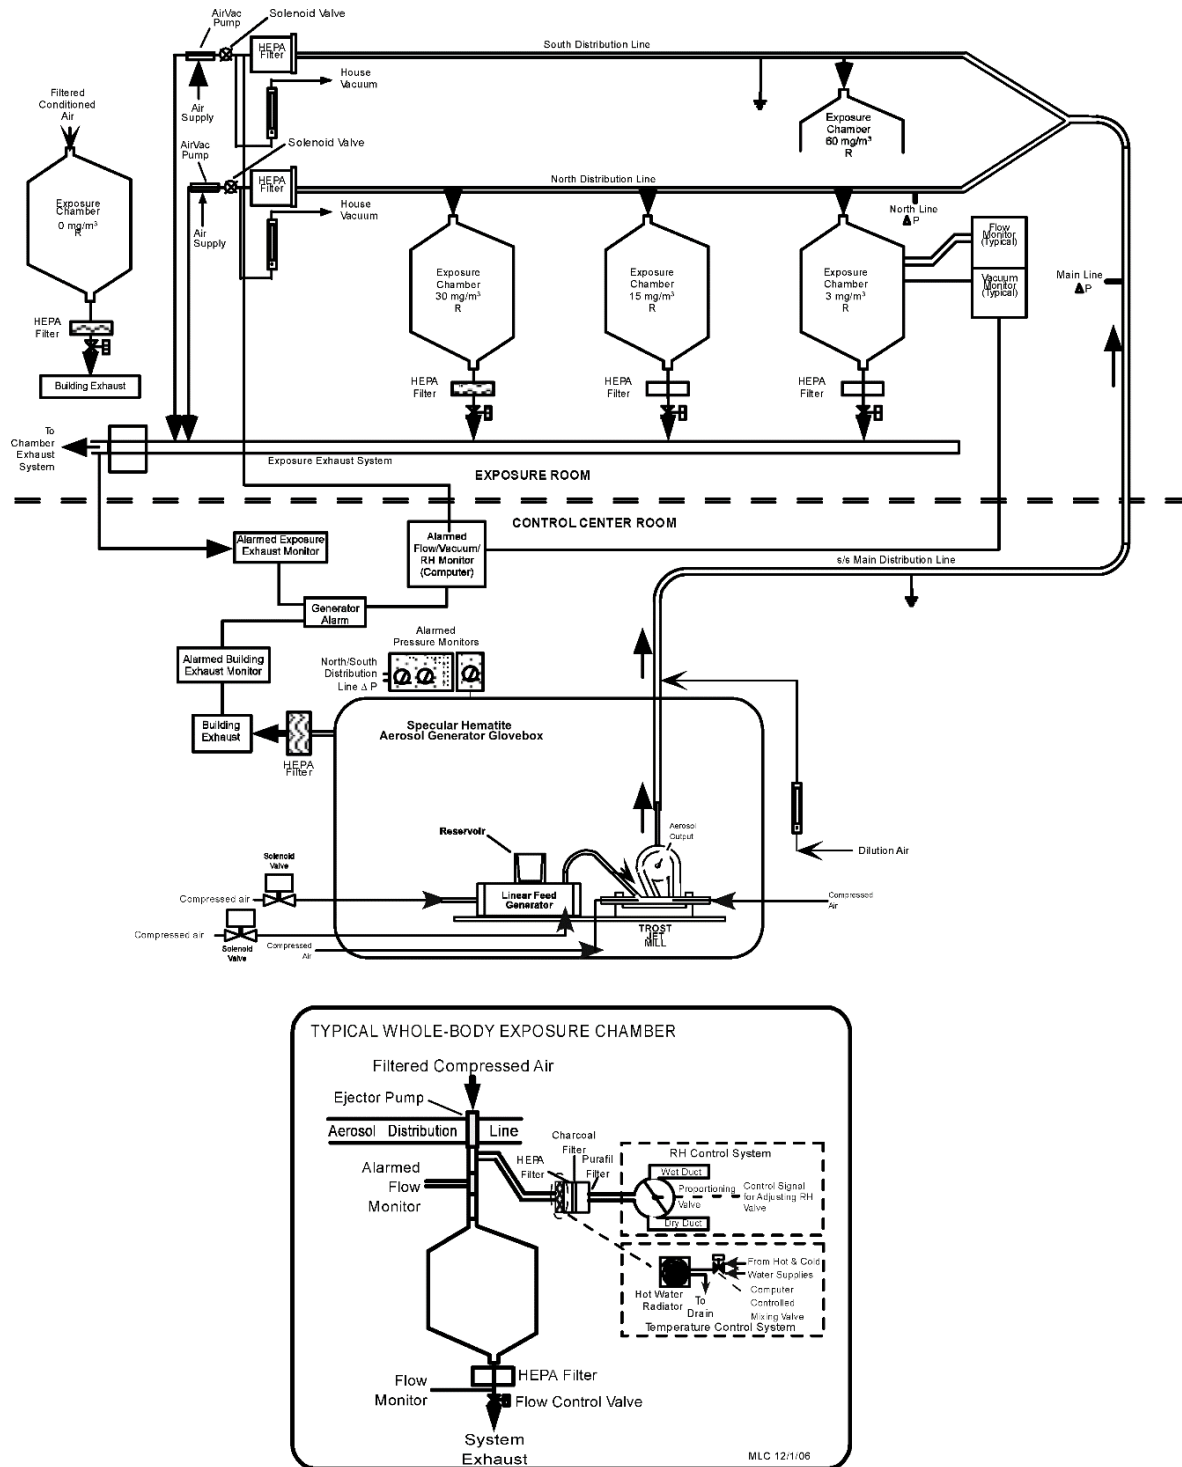 AirVac
Pump
Solenoid Valve
HEPA
Filter
South Distribution Line
House
Vacuum
Filtered
Conditioned
Air
Air
Supply
AirVac
Pump
Solenoid Valve
Exposure
Chamber
60 mg/m³
R
HEPA
Filter
North Distribution Line
Exposure
Chamber
0 mg/m³
R
Air
Supply
House
Vacuum
North Line
ΔP
Flow
Monitor
(Typical)
Vacuum
Monitor
(Typical)
Main Line
ΔP
Exposure
Chamber
30 mg/m³
R
Exposure
Chamber
15 mg/m³
R
Exposure
Chamber
3 mg/m³
R
HEPA
Filter
Building Exhaust
HEPA
Filter
HEPA
Filter
HEPA
Filter
To
Chamber
Exhaust
System
Exposure Exhaust System
EXPOSURE ROOM
CONTROL CENTER ROOM
Alarmed Exposure
Exhaust Monitor
Alarmed
Flow/Vacuum/
RH Monitor
(Computer)
s/s Main Distribution Line
Generator
Alarm
Alarmed
Pressure Monitors
Alarmed Building
Exhaust Monitor
North/South
Distribution
Line Δ P
Building
Exhaust
HEPA
Filter
Specular Hematite
Aerosol Generator Glovebox
Reservoir
Aerosol
Output
Dilution Air
Solenoid
Valve
Compressed air
Linear Feed
Generator
Compressed
Air
Compressed air
Solenoid
Valve
Compressed
Air
TROST
JET
MILL
TYPICAL WHOLE-BODY EXPOSURE CHAMBER
Filtered Compressed Air
Ejector Pump
Aerosol Distribution Line
Alarmed
Flow
Monitor
HEPA
Filter
Charcoal
Filter
Purafil
Filter
RH Control System
Wet Duct
Proportioning
Valve
Control Signal
for Adjusting RH
Valve
Dry Duct
From Hot & Cold
Water Supplies
Hot Water
Radiator
To
Drain
Computer
Controlled
Mixing Valve
Temperature Control System
HEPA Filter
Flow
Monitor
Flow Control Valve
System
Exhaust
MLC 12/1/06